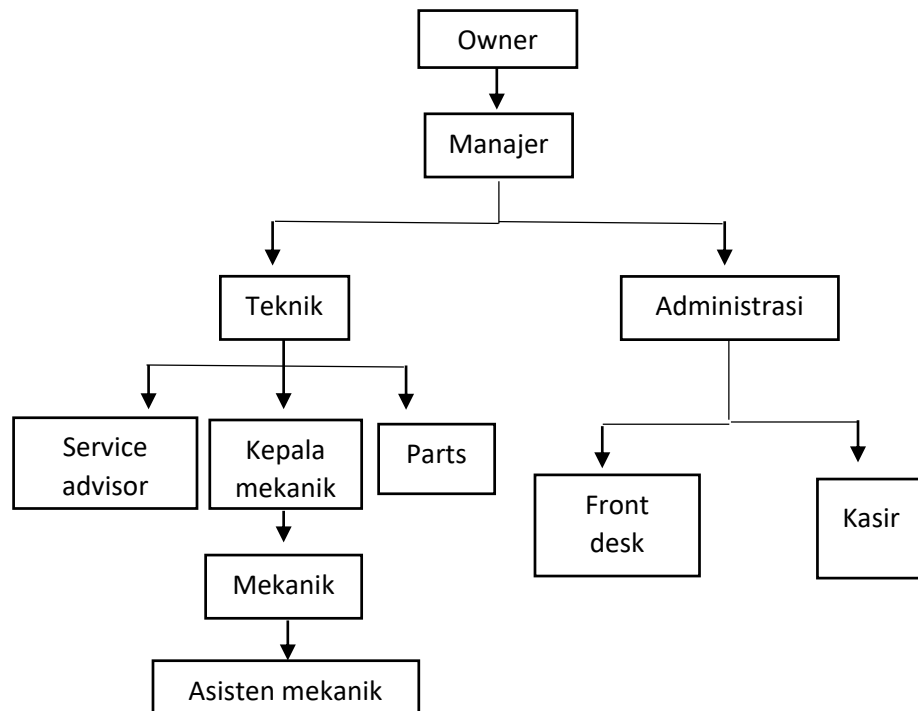 Owner
Manajer
Teknik
Administrasi
Service
advisor
Kepala
mekanik
Parts
Front
desk
Kasir
Mekanik
Asisten mekanik